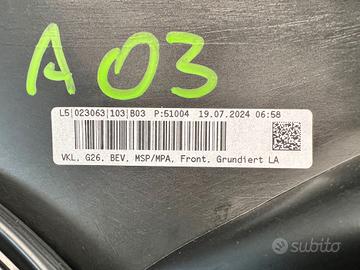 A03
L5|023063|103|B03 P:51004 19.07.2024 06:58
VKL, G26, BEV, MSP/MPA, Front, Grundiert LA
subito